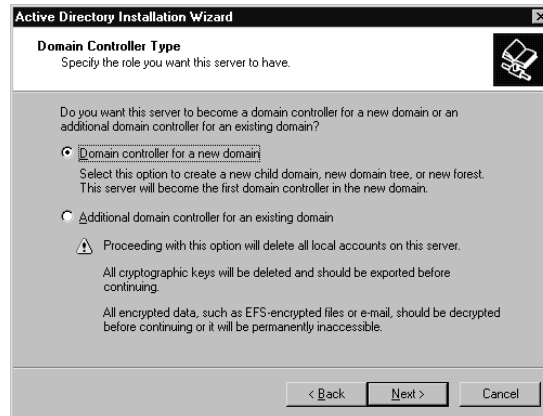 Active Directory Installation Wizard
Domain Controller Type
Specify the role you want this server to have.
Do you want this server to become a domain controller for a new domain or an
additional domain controller for an existing domain?
Domain controller for a new domain
Select this option to create a new child domain, new domain tree, or new forest.
This server will become the first domain controller in the new domain.
Additional domain controller for an existing domain
Proceeding with this option will delete all local accounts on this server.
All cryptographic keys will be deleted and should be exported before
continuing.
All encrypted data, such as EFS-encrypted files or e-mail, should be decrypted
before continuing or it will be permanently inaccessible.
< Back Next > Cancel